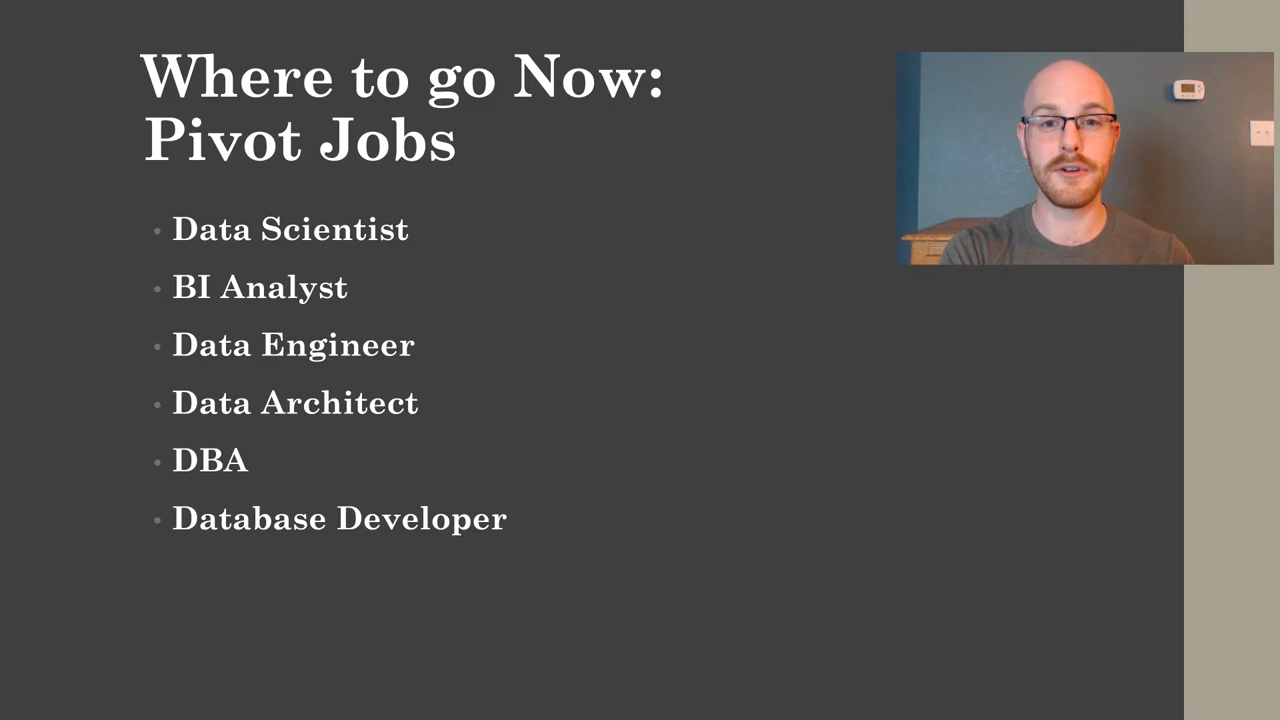 Where to go Now:
Pivot Jobs
Data Scientist
BI Analyst
Data Engineer
Data Architect
DBA
Database Developer